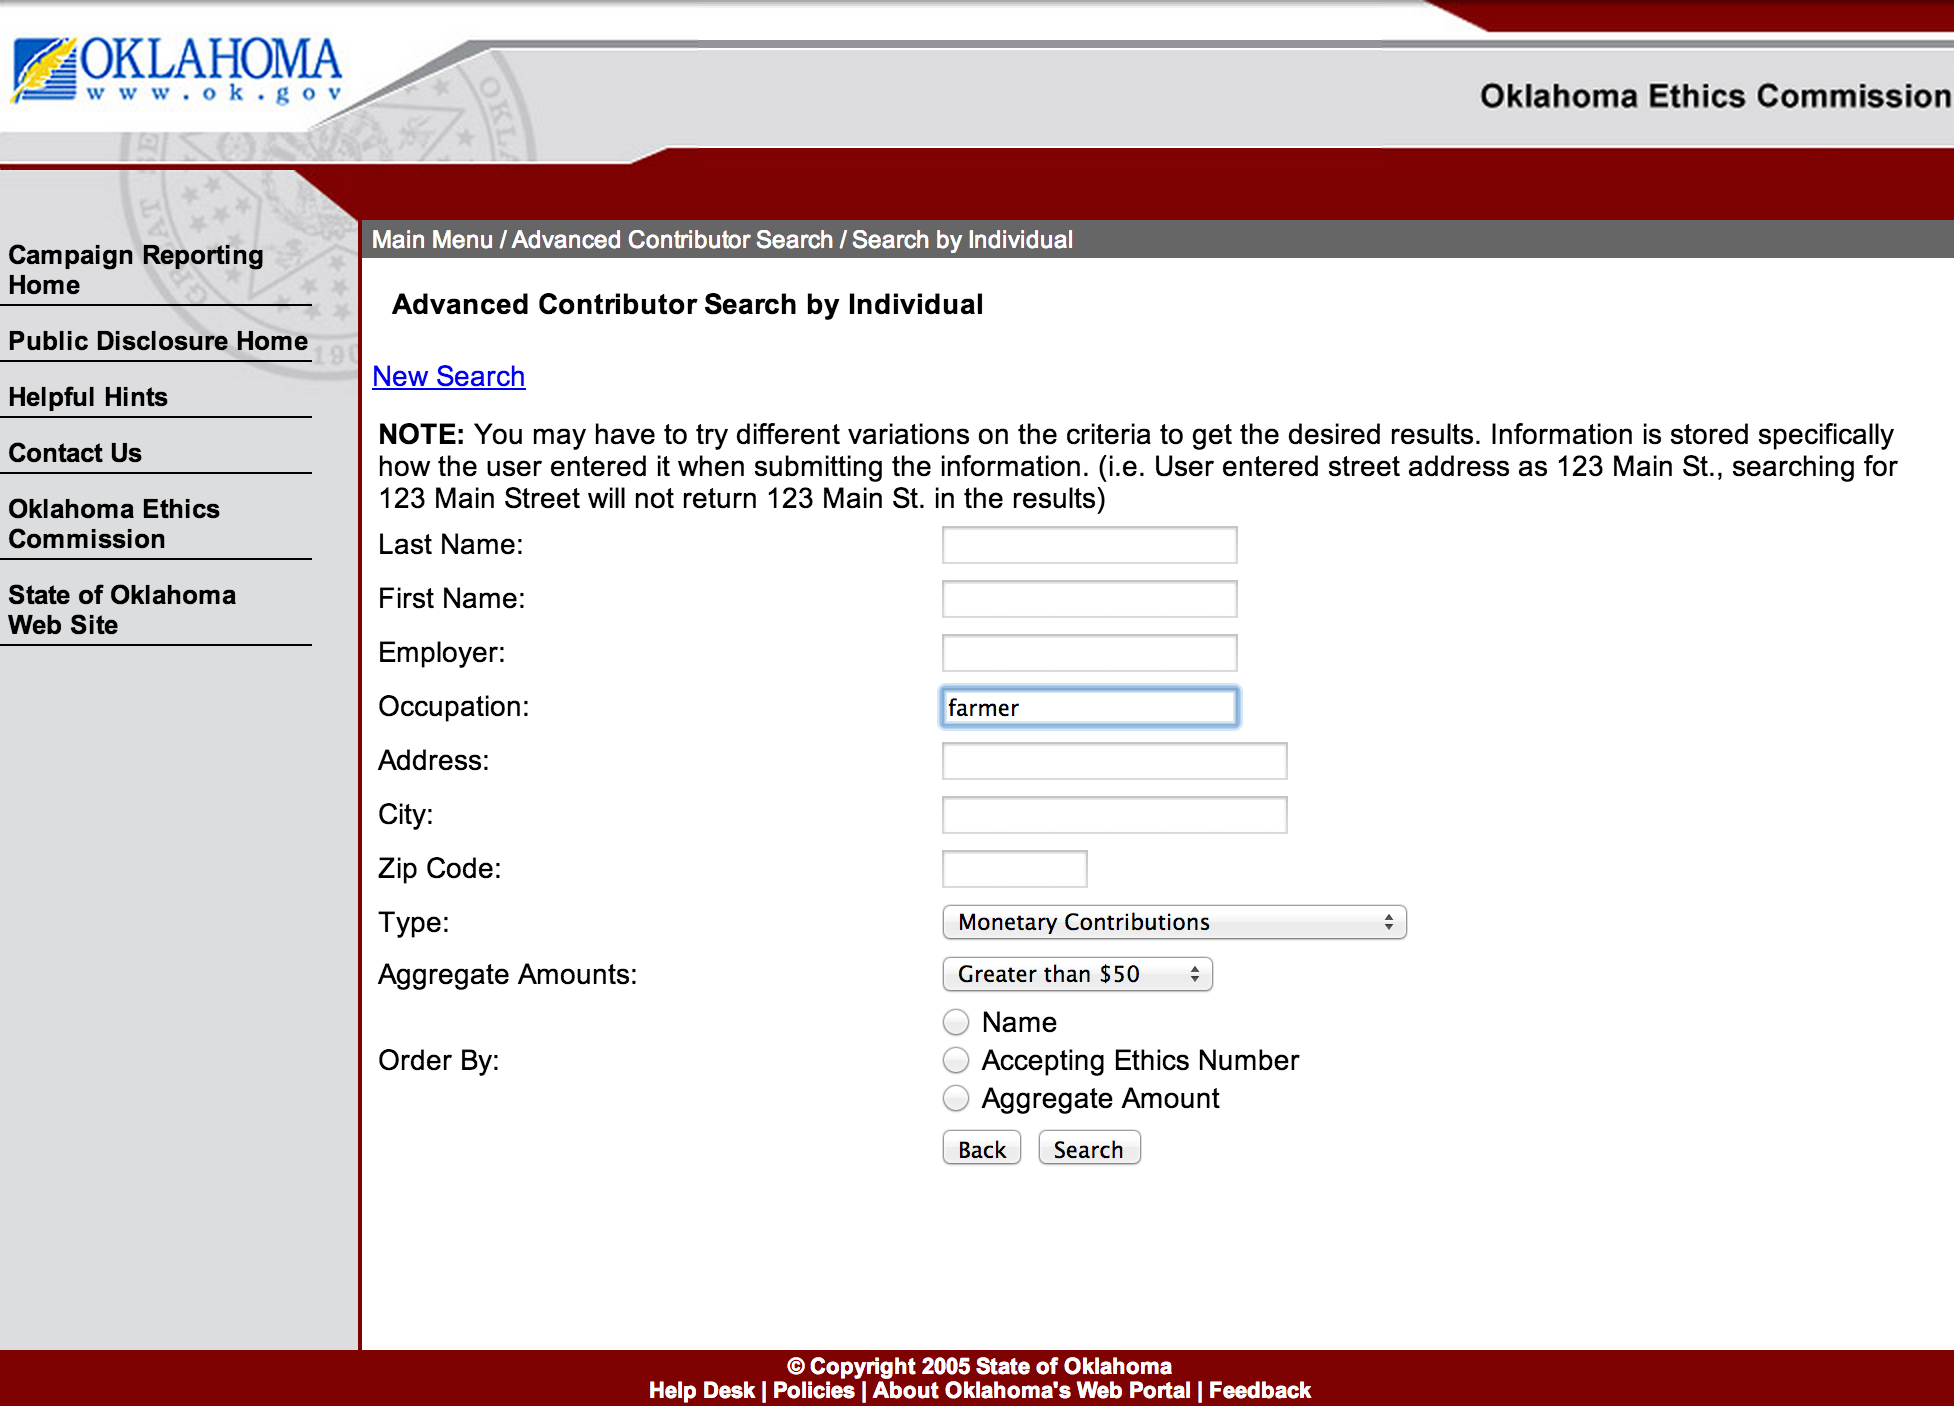 OKLAHOMA
www.ok.gov
Oklahoma Ethics Commission
Campaign Reporting
Home
Public Disclosure Home
Helpful Hints
Contact Us
Oklahoma Ethics
Commission
State of Oklahoma
Web Site
Main Menu / Advanced Contributor Search / Search by Individual
Advanced Contributor Search by Individual
New Search
NOTE: You may have to try different variations on the criteria to get the desired results. Information is stored specifically
how the user entered it when submitting the information. (i.e. User entered street address as 123 Main St., searching for
123 Main Street will not return 123 Main St. in the results)
Last Name:
First Name:
Employer:
Occupation: farmer
Address:
City:
Zip Code:
Type: Monetary Contributions
Aggregate Amounts: Greater than $50
Name
Order By: Accepting Ethics Number
Aggregate Amount
Back Search
© Copyright 2005 State of Oklahoma
Help Desk | Policies | About Oklahoma's Web Portal | Feedback